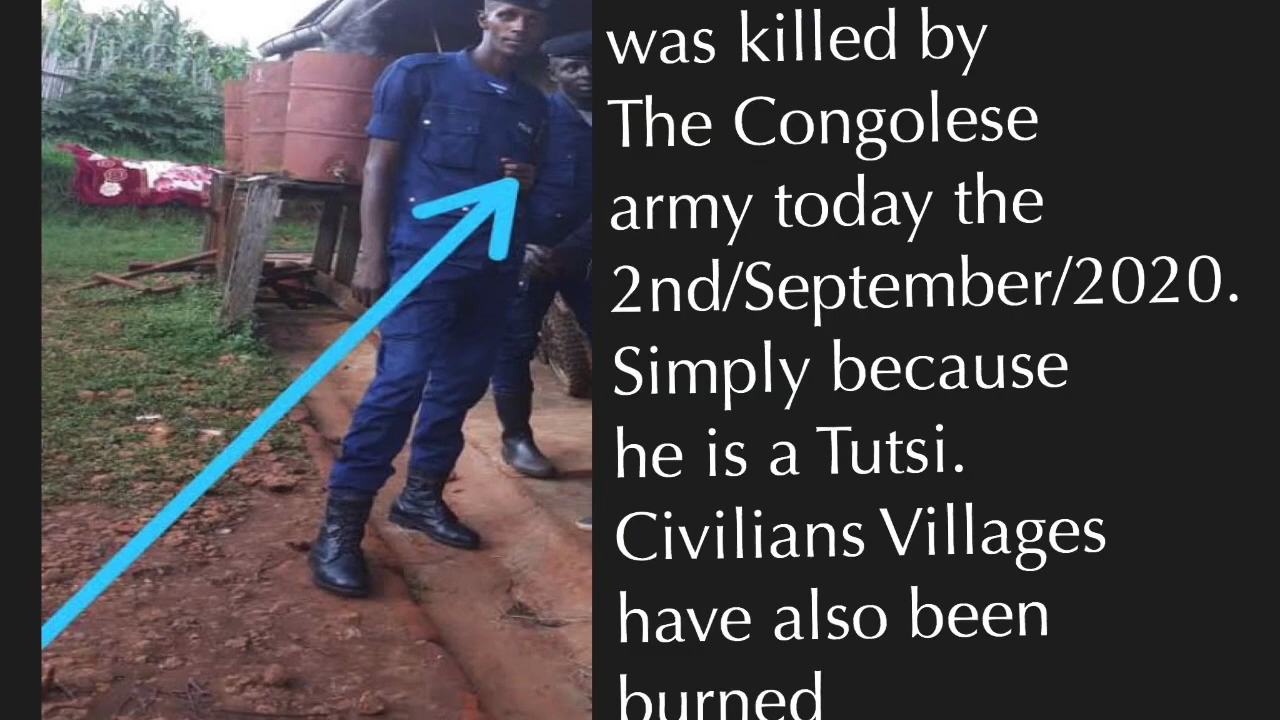 was killed by
The Congolese
army today the
2nd/September/2020.
Simply because
he is a Tutsi.
Civilians Villages
have also been
burned